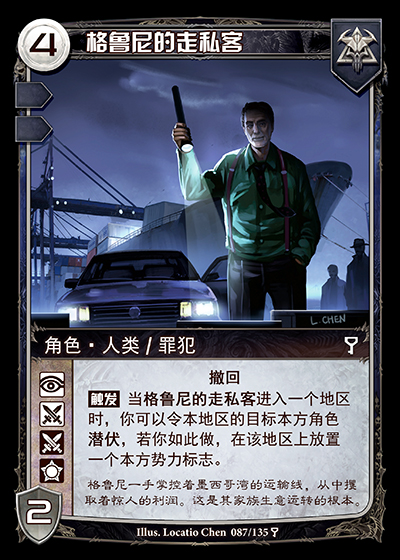 4
格鲁尼的走私客
L. CHEN
角色・人类 / 罪犯
撤回
触发 当格鲁尼的走私客进入一个地区
时，你可以令本地区的目标本方角色
潜伏，若你如此做，在该地区上放置
一个本方势力标志。
格鲁尼一手掌控着墨西哥湾的运输线，从中攫
取着惊人的利润。这是其家族生意运转的根本。
2
Illus. Locatio Chen 087/135